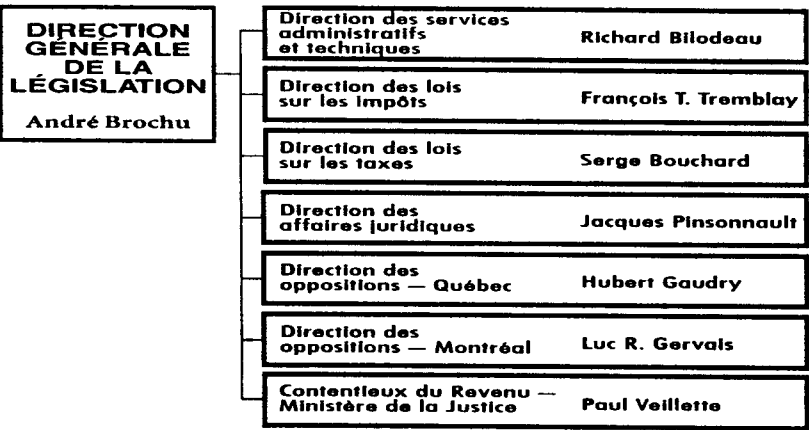 DIRECTION
GÉNÉRALE
DE LA
LÉGISLATION
André Brochu
Direction des services
administratifs
et techniques
Richard Bilodeau
Direction des lois
sur les impôts
François T. Tremblay
Direction des lois
sur les taxes
Serge Bouchard
Direction des
affaires juridiques
Jacques Pinsonnault
Direction des
oppositions — Québec
Hubert Gaudry
Direction des
oppositions — Montréal
Luc R. Gervais
Contentieux du Revenu —
Ministère de la Justice
Paul Veillette